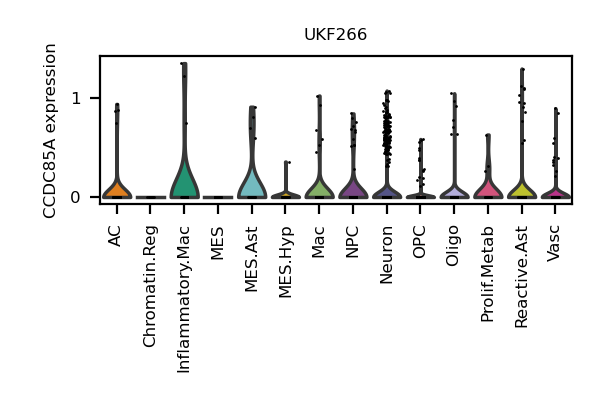 UKF266
CCDC85A expression
1
0
AC
Chromatin.Reg
Inflammatory.Mac
MES
MES.Ast
MES.Hyp
Mac
NPC
Neuron
OPC
Oligo
Prolif.Metab
Reactive.Ast
Vasc